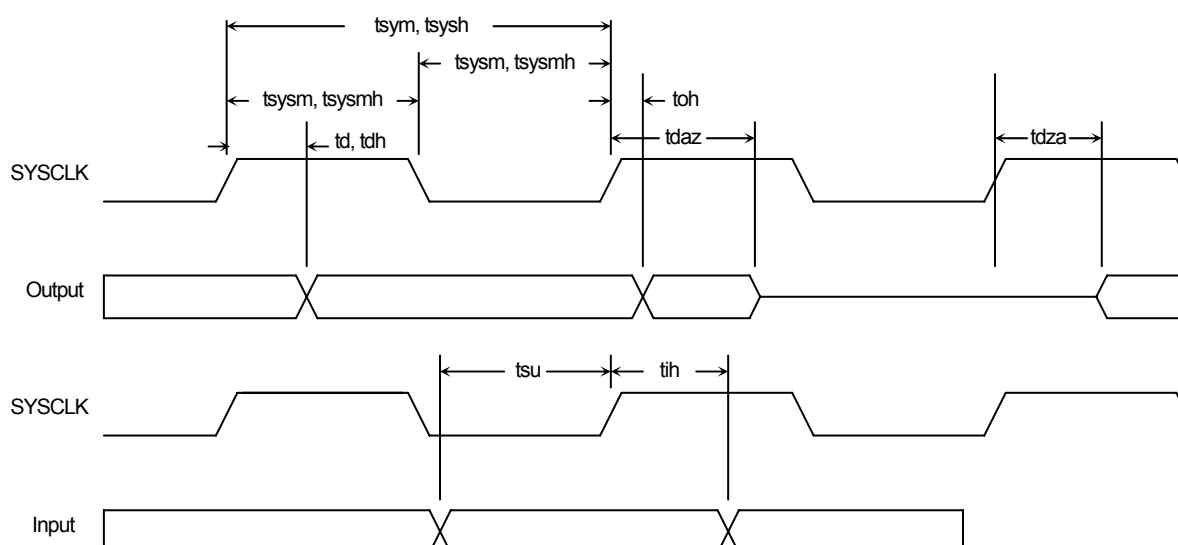 tsym, tsysh
tsysm, tsysmh
tsysm, tsysmh
toh
td, tdh
tdaz
tdza
SYSCLK
Output
tsu
tih
SYSCLK
Input